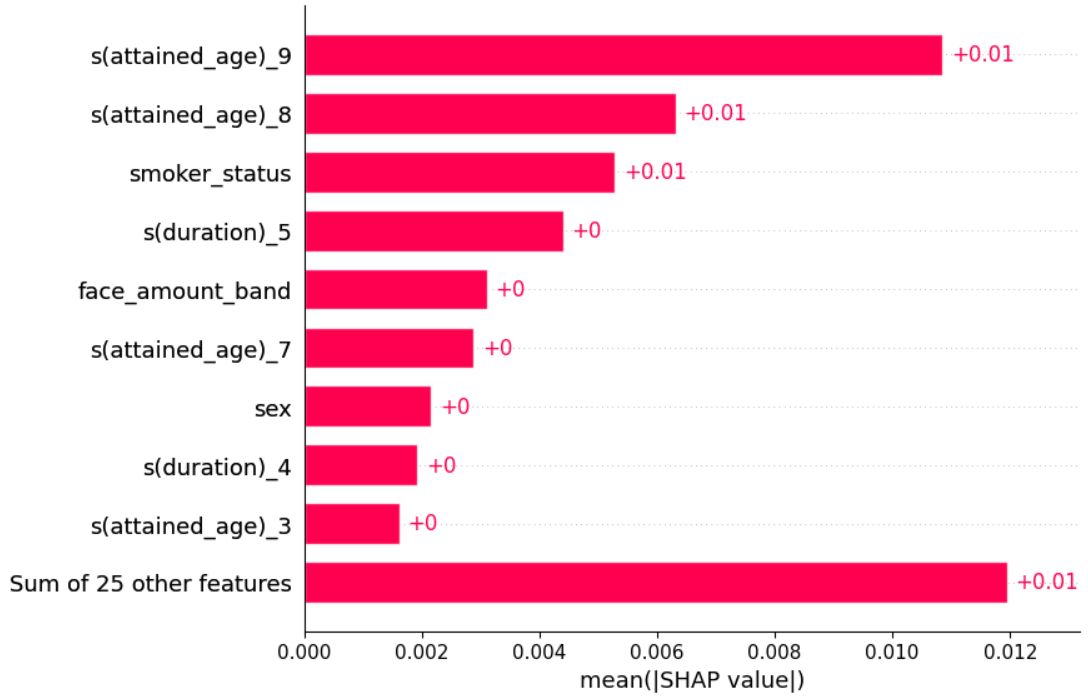 s(attained_age)_9 +0.01
s(attained_age)_8 +0.01
smoker_status +0.01
s(duration)_5 +0
face_amount_band +0
s(attained_age)_7 +0
sex +0
s(duration)_4 +0
s(attained_age)_3 +0
Sum of 25 other features +0.01
0.000 0.002 0.004 0.006 0.008 0.010 0.012
mean(|SHAP value|)